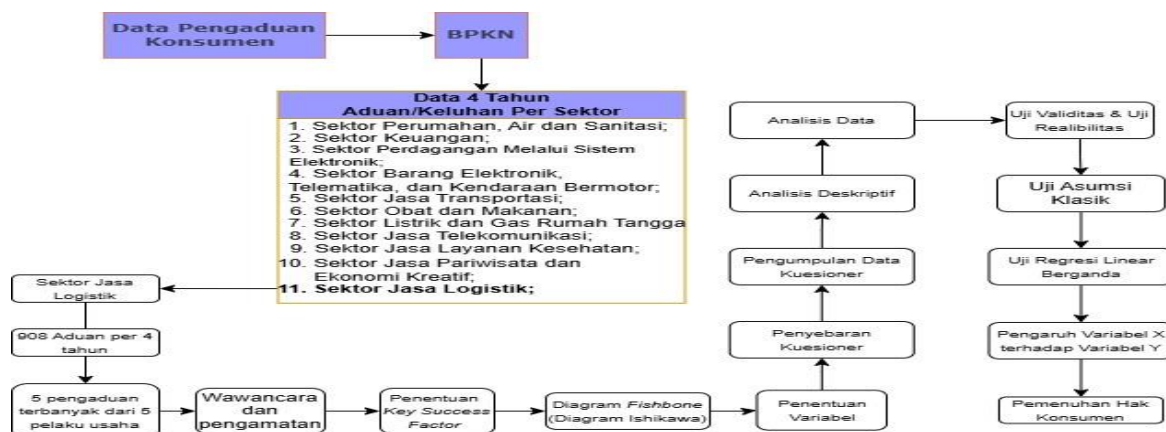 Data Pengaduan
Konsumen
BPKN
Data 4 Tahun
Aduan/Keluhan Per Sektor
1. Sektor Perumahan, Air dan Sanitasi;
2. Sektor Keuangan;
3. Sektor Perdagangan Melalui Sistem
Elektronik;
4. Sektor Barang Elektronik,
Telematika, dan Kendaraan Bermotor;
5. Sektor Jasa Transportasi;
6. Sektor Obat dan Makanan;
7. Sektor Listrik dan Gas Rumah Tangga
8. Sektor Jasa Telekomunikasi;
9. Sektor Jasa Layanan Kesehatan;
10. Sektor Jasa Pariwisata dan
Ekonomi Kreatif;
11. Sektor Jasa Logistik;
Sektor Jasa
Logistik
908 Aduan per 4
tahun
5 pengaduan
terbanyak dari 5
pelaku usaha
Wawancara
dan
pengamatan
Penentuan
Key Success
Factor
Diagram Fishbone
(Diagram Ishikawa)
Penentuan
Variabel
Penyebaran
Kuesioner
Pengumpulan Data
Kuesioner
Analisis Deskriptif
Analisis Data
Uji Validitas & Uji
Realibilitas
Uji Asumsi
Klasik
Uji Regresi Linear
Berganda
Pengaruh Variabel X
terhadap Variabel Y
Pemenuhan Hak
Konsumen